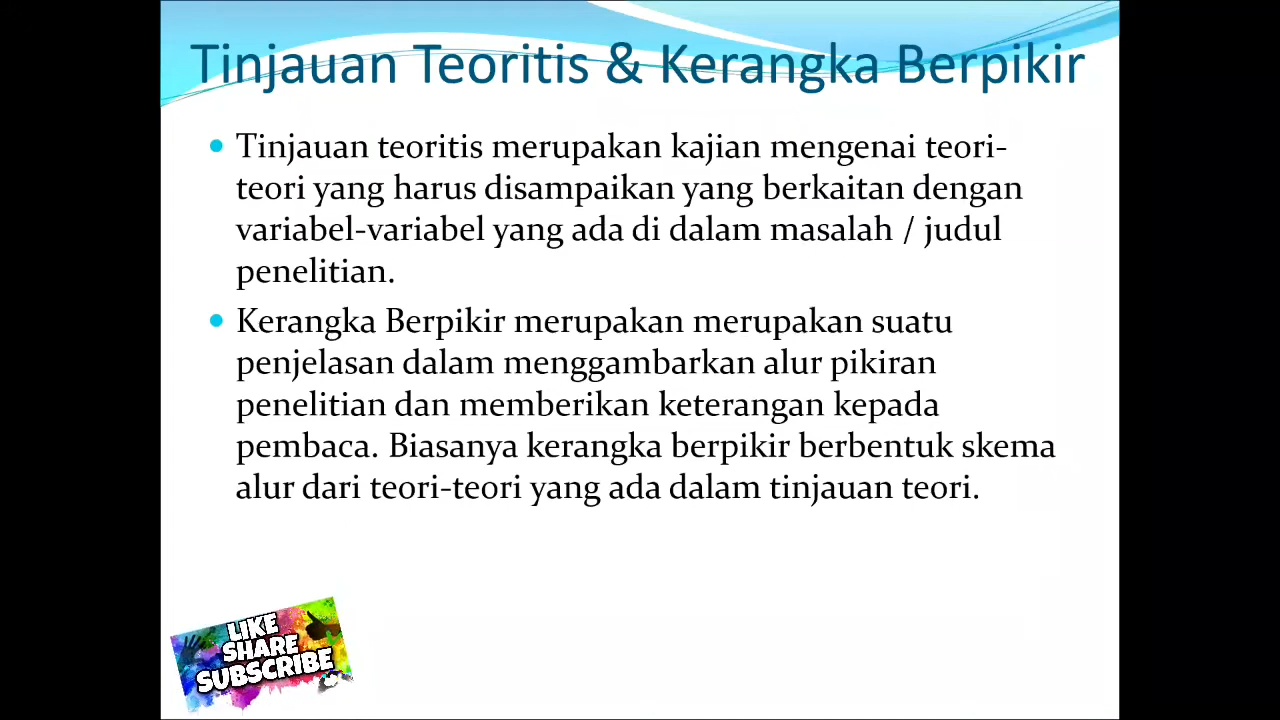 Tinjauan Teoritis & Kerangka Berpikir
• Tinjauan teoritis merupakan kajian mengenai teori-
teori yang harus disampaikan yang berkaitan dengan
variabel-variabel yang ada di dalam masalah / judul
penelitian.
• Kerangka Berpikir merupakan merupakan suatu
penjelasan dalam menggambarkan alur pikiran
penelitian dan memberikan keterangan kepada
pembaca. Biasanya kerangka berpikir berbentuk skema
alur dari teori-teori yang ada dalam tinjauan teori.
LIKE
SHARE
SUBSCRIBE